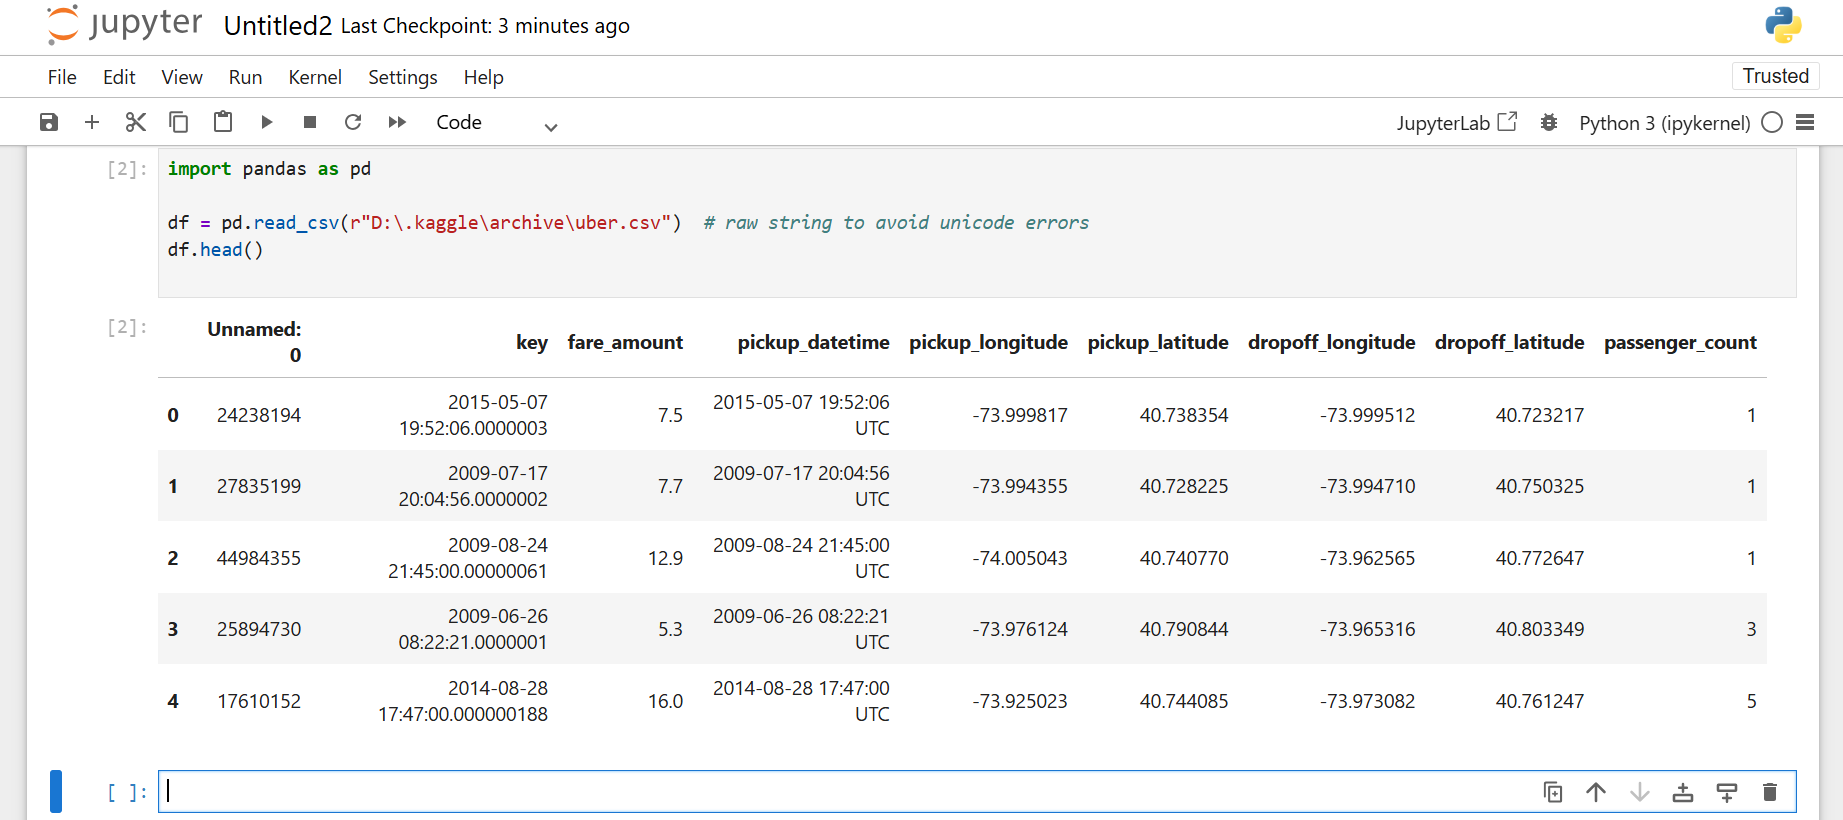 jupyter Untitled2 Last Checkpoint: 3 minutes ago
File Edit View Run Kernel Settings Help Trusted
Code JupyterLab Python 3 (ipykernel)
[2]: import pandas as pd
df = pd.read_csv(r"D:\.kaggle\archive\uber.csv")  # raw string to avoid unicode errors
df.head()
[2]: Unnamed: 0 key fare_amount pickup_datetime pickup_longitude pickup_latitude dropoff_longitude dropoff_latitude passenger_count
0 24238194 2015-05-07 19:52:06.0000003 7.5 2015-05-07 19:52:06 UTC -73.999817 40.738354 -73.999512 40.723217 1
1 27835199 2009-07-17 20:04:56.0000002 7.7 2009-07-17 20:04:56 UTC -73.994355 40.728225 -73.994710 40.750325 1
2 44984355 2009-08-24 21:45:00.00000061 12.9 2009-08-24 21:45:00 UTC -74.005043 40.740770 -73.962565 40.772647 1
3 25894730 2009-06-26 08:22:21.0000001 5.3 2009-06-26 08:22:21 UTC -73.976124 40.790844 -73.965316 40.803349 3
4 17610152 2014-08-28 17:47:00.000000188 16.0 2014-08-28 17:47:00 UTC -73.925023 40.744085 -73.973082 40.761247 5
[ ]: